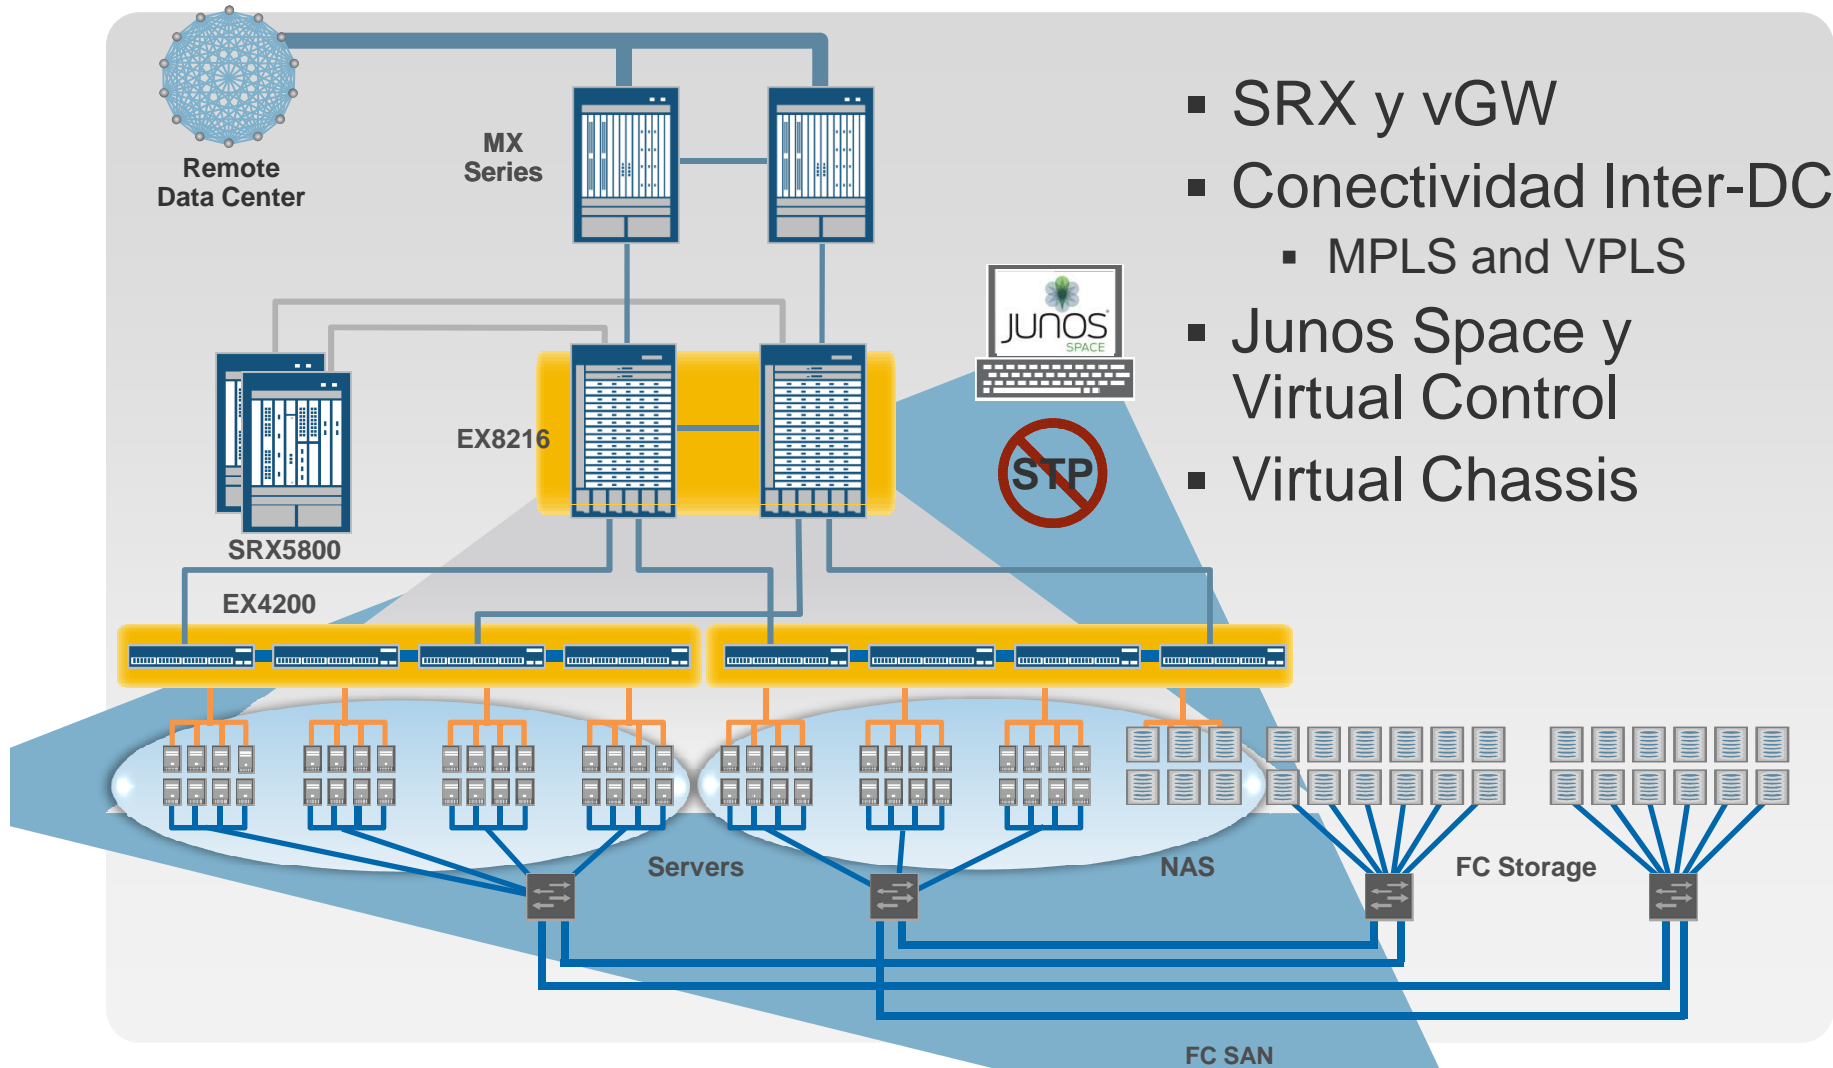 Remote
Data Center
MX
Series
▪ SRX y vGW
▪ Conectividad Inter-DC
▪ MPLS and VPLS
▪ Junos Space y
Virtual Control
▪ Virtual Chassis
JUNOS
SPACE
STP
EX8216
SRX5800
EX4200
Servers
NAS
FC Storage
FC SAN